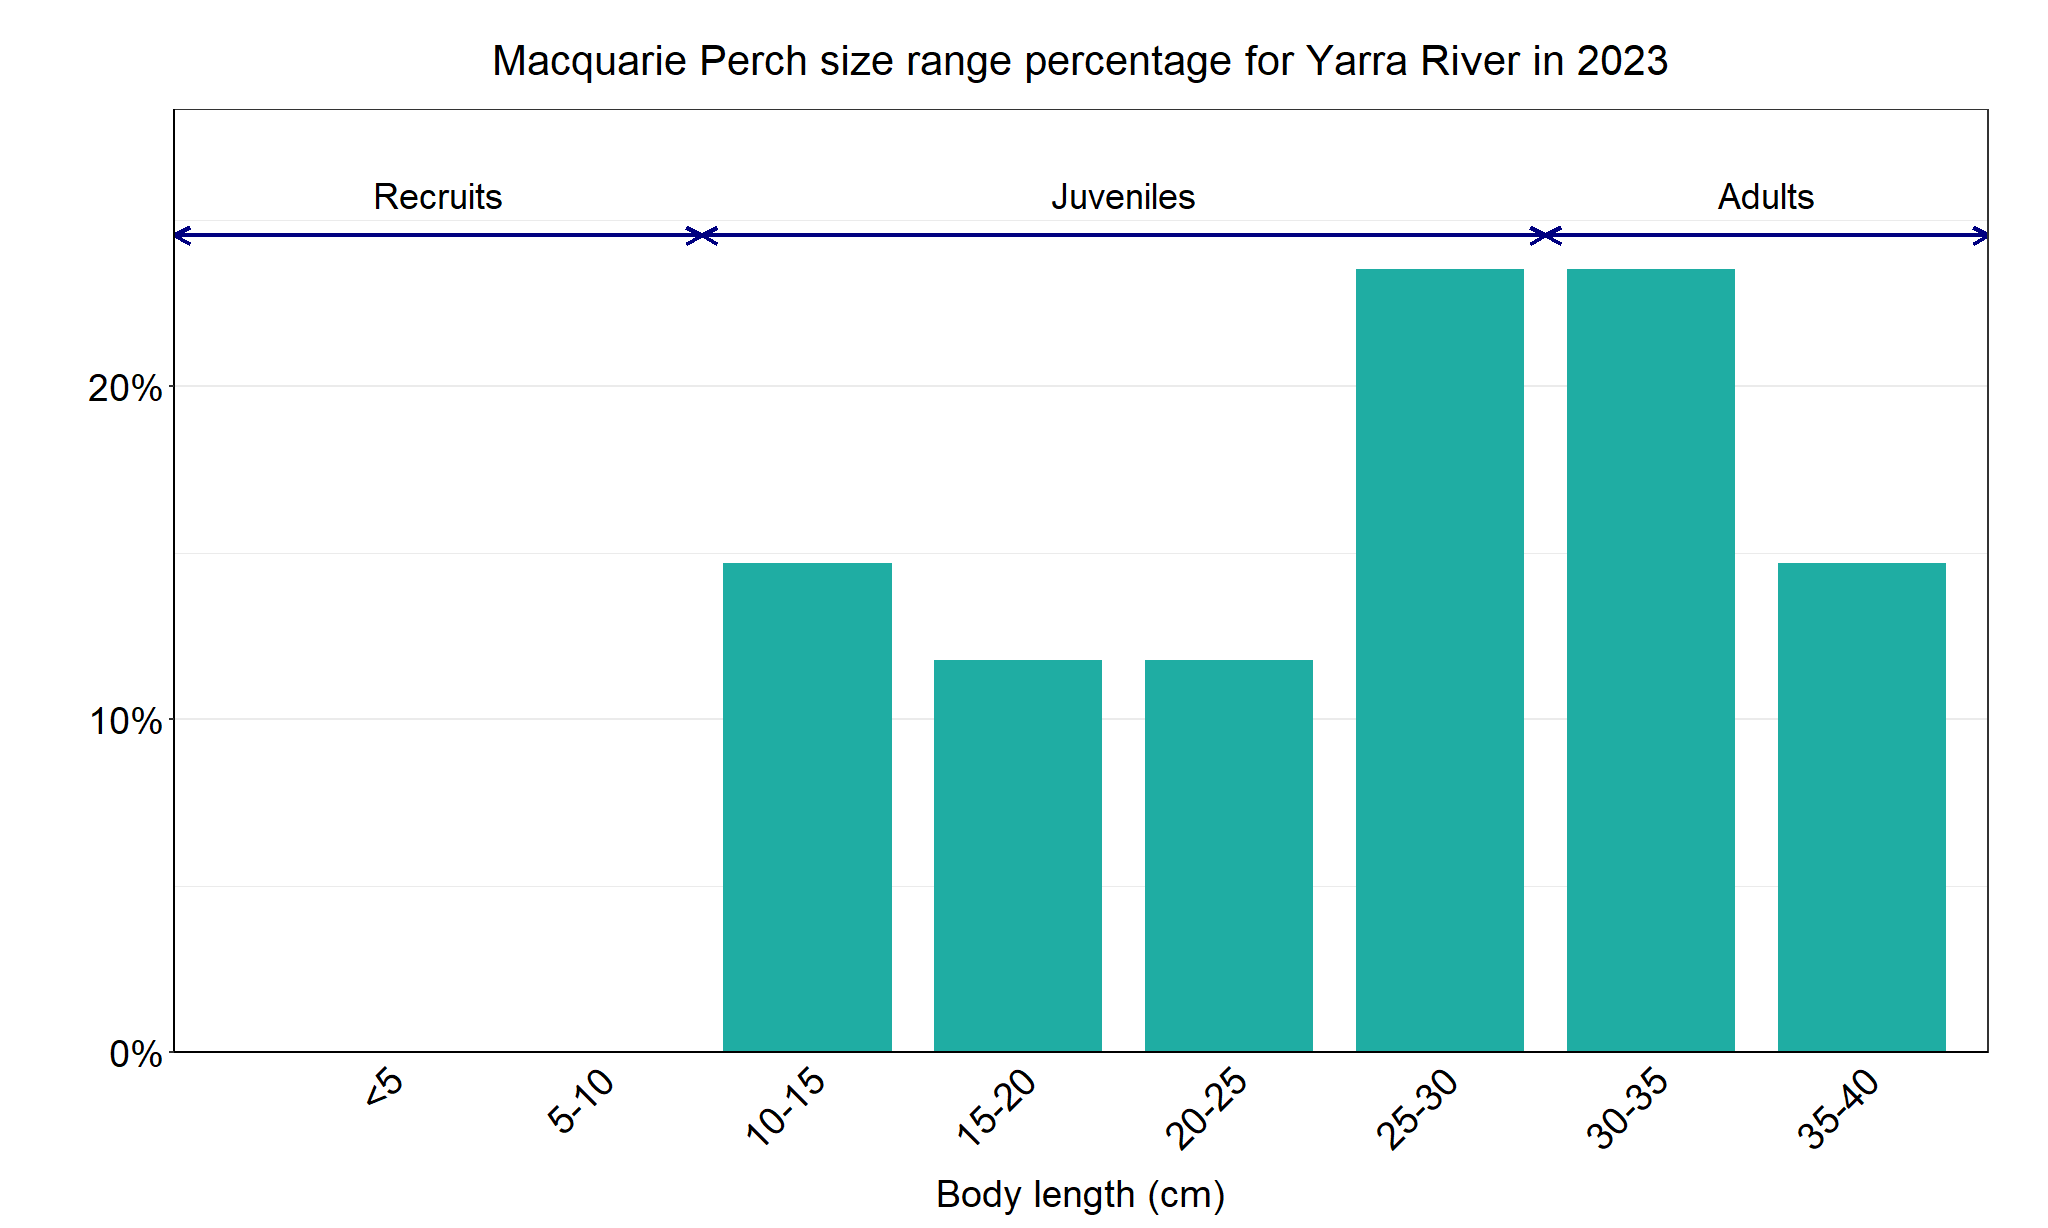 Macquarie Perch size range percentage for Yarra River in 2023
Recruits Juveniles Adults
20%
10%
0%
<5 5-10 10-15 15-20 20-25 25-30 30-35 35-40
Body length (cm)